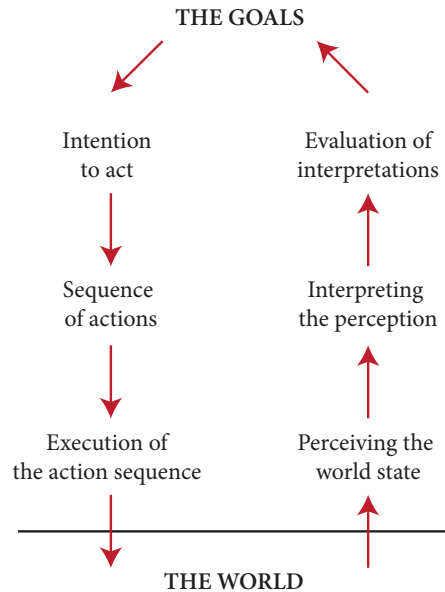 THE GOALS
Intention
to act
Evaluation of
interpretations
Sequence
of actions
Interpreting
the perception
Execution of
the action sequence
Perceiving the
world state
THE WORLD